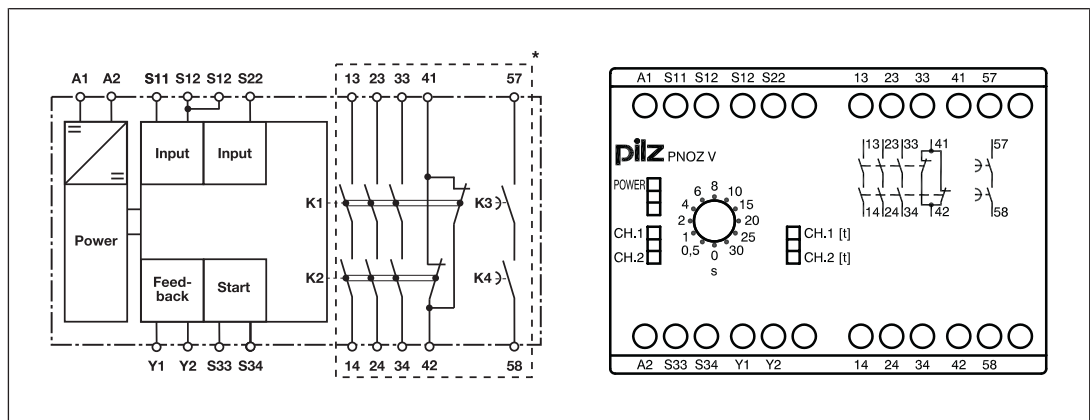 *
A1 A2 S11 S12 S12 S22 13 23 33 41 57
Input Input
K1 K3
Power
K2 K4
Feed- Start
back
Y1 Y2 S33 S34 14 24 34 42 58
A1 S11 S12 S12 S22 13 23 33 41 57
pilz PNOZ V
13 23 33 41 57
POWER
6 8 10
4 15
2 20
1 25
0,5 0 30
s
14 24 34 42 58
CH.1 CH.1 [t]
CH.2 CH.2 [t]
A2 S33 S34 Y1 Y2 14 24 34 42 58